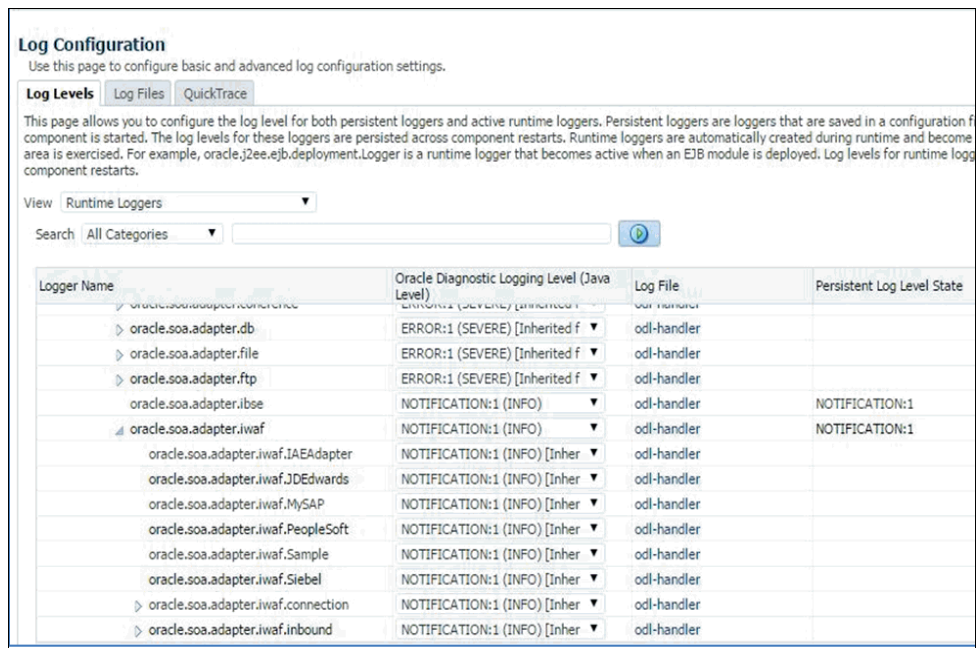 Log Configuration
Use this page to configure basic and advanced log configuration settings.
Log Levels Log Files QuickTrace
This page allows you to configure the log level for both persistent loggers and active runtime loggers. Persistent loggers are loggers that are saved in a configuration f
component is started. The log levels for these loggers are persisted across component restarts. Runtime loggers are automatically created during runtime and become
area is exercised. For example, oracle.j2ee.ejb.deployment.Logger is a runtime logger that becomes active when an EJB module is deployed. Log levels for runtime logg
component restarts.
View Runtime Loggers
Search All Categories
Logger Name Oracle Diagnostic Logging Level (Java Level) Log File Persistent Log Level State
oracle.soa.adapter.coherence ERROR:1 (SEVERE) [Inherited f odl-handler
oracle.soa.adapter.db ERROR:1 (SEVERE) [Inherited f odl-handler
oracle.soa.adapter.file ERROR:1 (SEVERE) [Inherited f odl-handler
oracle.soa.adapter.ftp ERROR:1 (SEVERE) [Inherited f odl-handler
oracle.soa.adapter.ibse NOTIFICATION:1 (INFO) odl-handler NOTIFICATION:1
oracle.soa.adapter.iwaf NOTIFICATION:1 (INFO) odl-handler NOTIFICATION:1
oracle.soa.adapter.iwaf.IAEAdapter NOTIFICATION:1 (INFO) [Inher odl-handler
oracle.soa.adapter.iwaf.JDEdwards NOTIFICATION:1 (INFO) [Inher odl-handler
oracle.soa.adapter.iwaf.MySAP NOTIFICATION:1 (INFO) [Inher odl-handler
oracle.soa.adapter.iwaf.PeopleSoft NOTIFICATION:1 (INFO) [Inher odl-handler
oracle.soa.adapter.iwaf.Sample NOTIFICATION:1 (INFO) [Inher odl-handler
oracle.soa.adapter.iwaf.Siebel NOTIFICATION:1 (INFO) [Inher odl-handler
oracle.soa.adapter.iwaf.connection NOTIFICATION:1 (INFO) [Inher odl-handler
oracle.soa.adapter.iwaf.inbound NOTIFICATION:1 (INFO) [Inher odl-handler